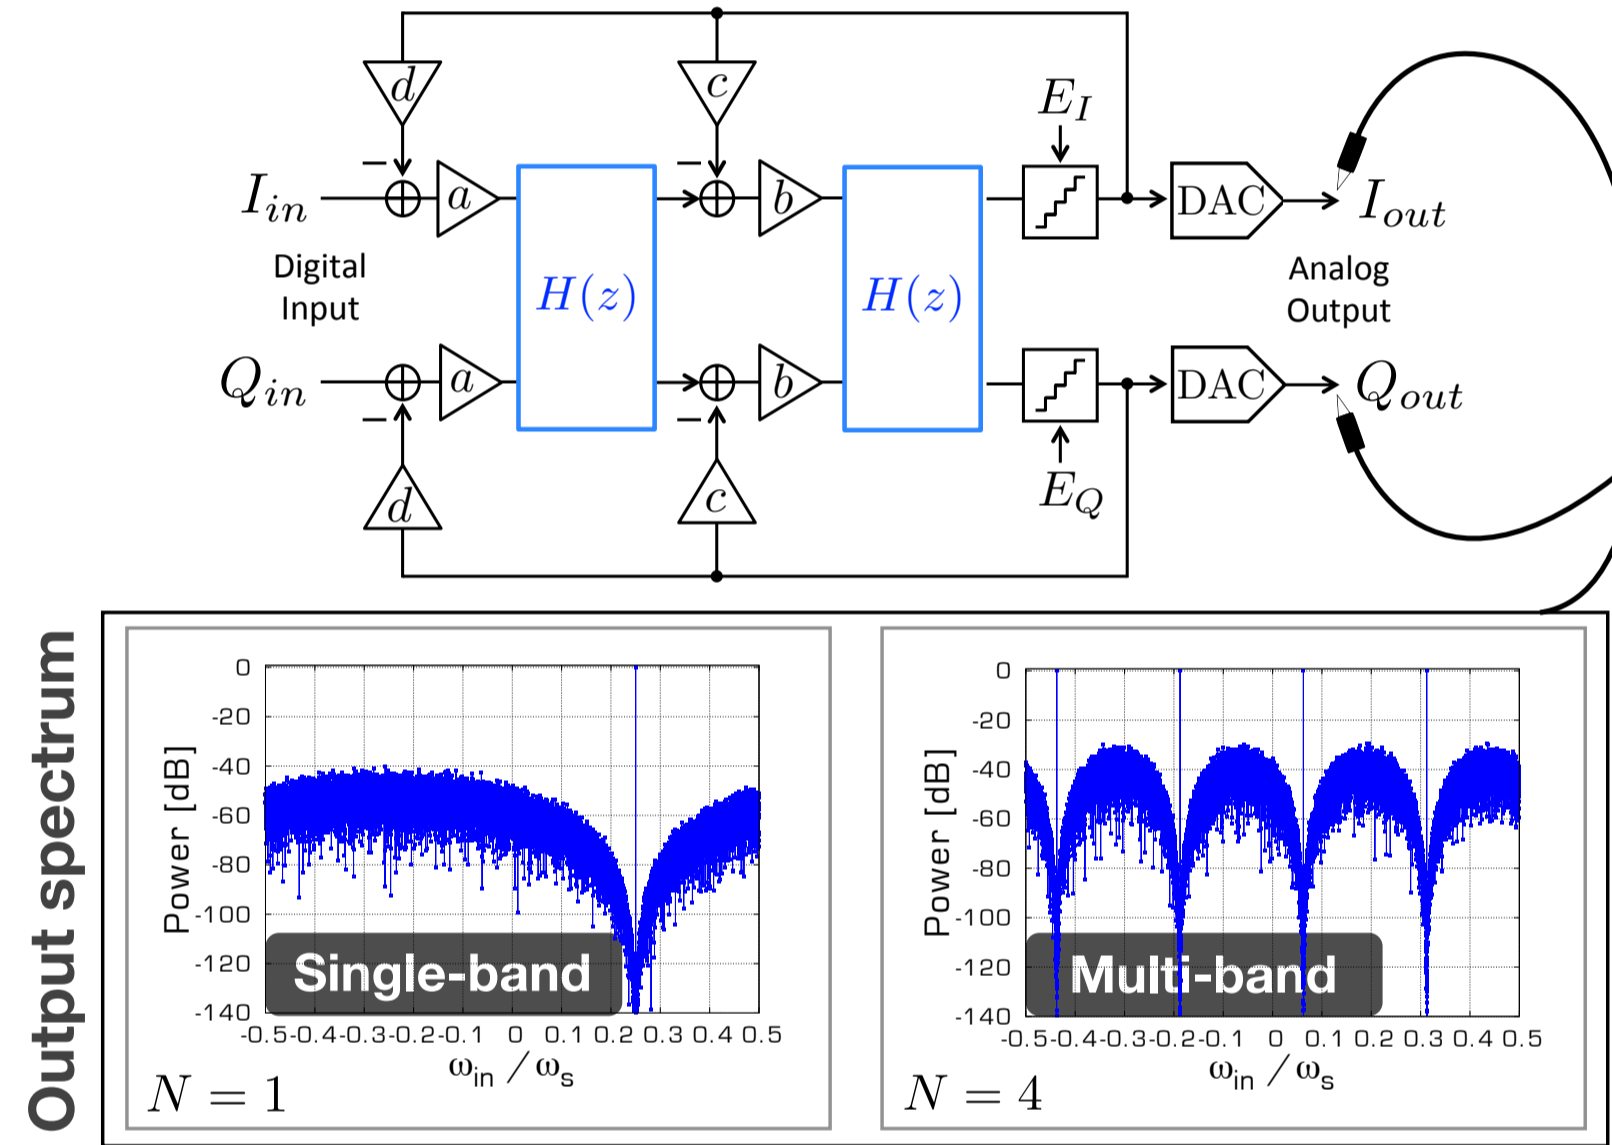 d
c
E_I
I_in
a
b
DAC
I_out
Digital
Input
H(z)
H(z)
Analog
Output
Q_in
a
b
DAC
Q_out
d
c
E_Q
Output spectrum
0
-20
-40
-60
-80
-100
-120
-140
Power [dB]
Single-band
-0.5 -0.4 -0.3 -0.2 -0.1 0 0.1 0.2 0.3 0.4 0.5
ω_in / ω_s
N = 1
0
-20
-40
-60
-80
-100
-120
-140
Power [dB]
Multi-band
-0.5 -0.4 -0.3 -0.2 -0.1 0 0.1 0.2 0.3 0.4 0.5
ω_in / ω_s
N = 4